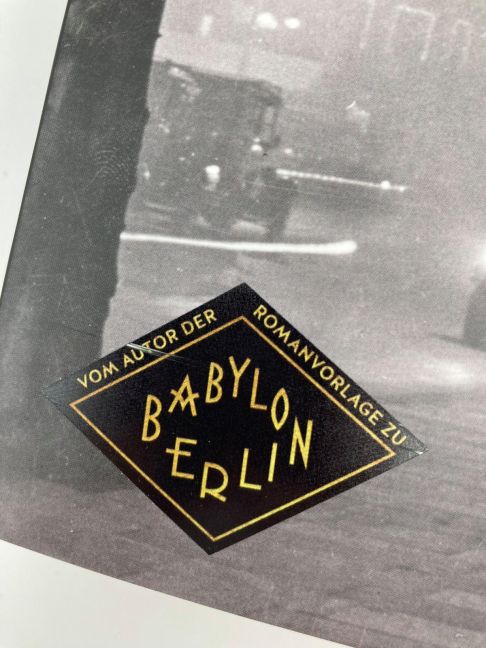 VOM AUTOR DER
ROMANVORLAGE ZU
BABYLON
BERLIN